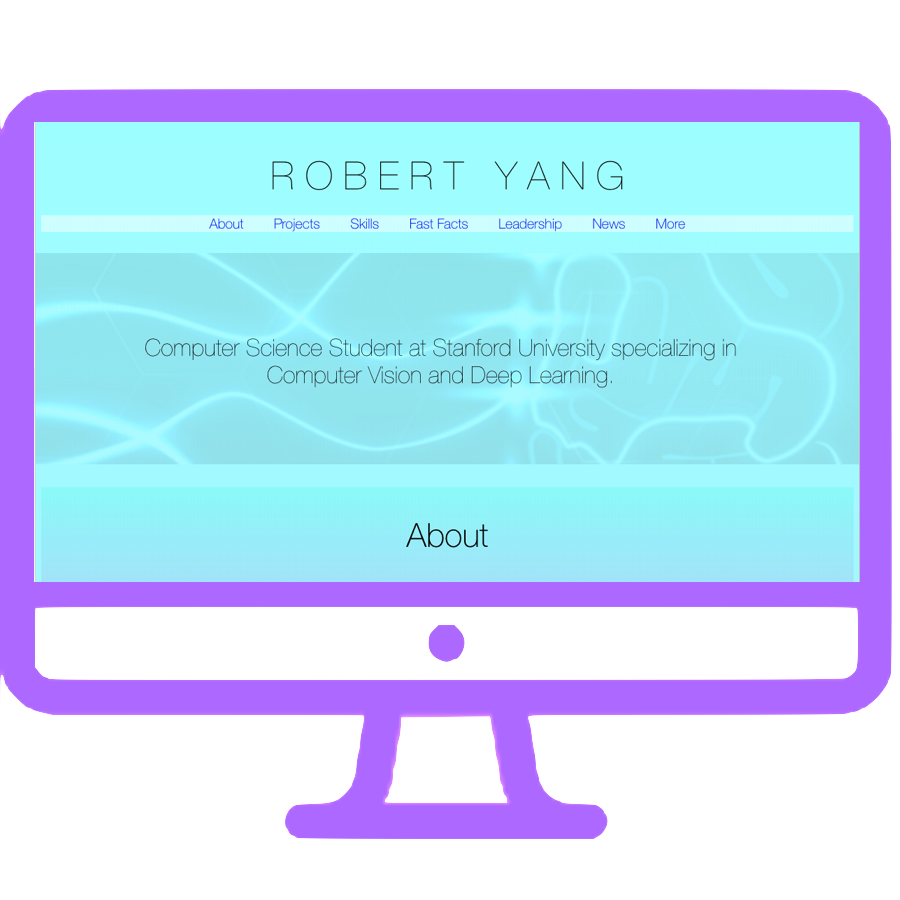 ROBERT YANG
About Projects Skills Fast Facts Leadership News More
Computer Science Student at Stanford University specializing in
Computer Vision and Deep Learning.
About